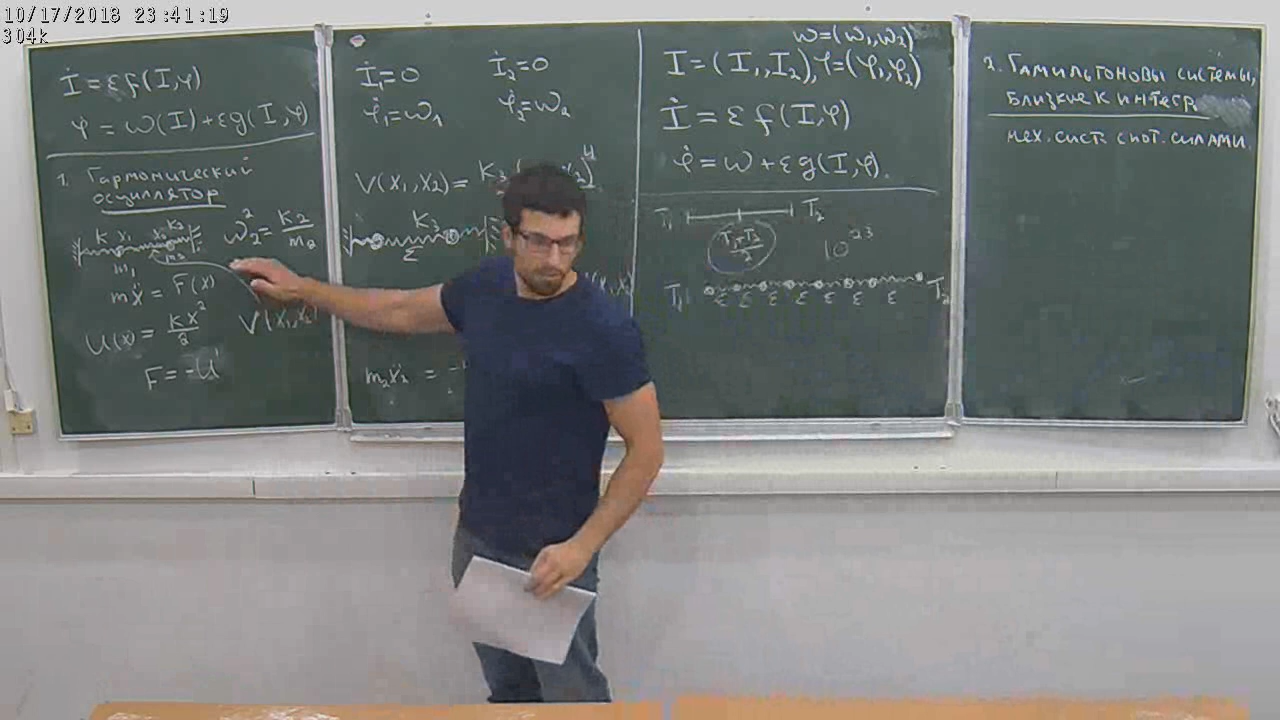 10/17/2018 23:41:19
304k
İ = εf(I,φ)
φ̇ = ω(I) + εg(I,φ)
1. Гармонический
осциллятор
ω₂² = K₂/m₂
m₁
m₂
mẍ = F(x)
U(x) = Kx²/2
V(x₁,x₂)
F = -U'
İ₁=0 İ₂=0
φ̇₁=ω₁ φ̇₂=ω₂
V(x₁,x₂) =
K₃
ε
m₂ẍ₂ = -
ω=(ω₁,ω₂)
I=(I₁,I₂), φ=(φ₁,φ₂)
İ = εf(I,φ)
φ̇ = ω + εg(I,φ).
T₁ T₂
T₁+T₂/2
10²³
T₁ T₂
ε ε ε ε ε ε ε
2. Гамильтоновы системы,
близкие к интегр.
мех. сист. с пот. силами.